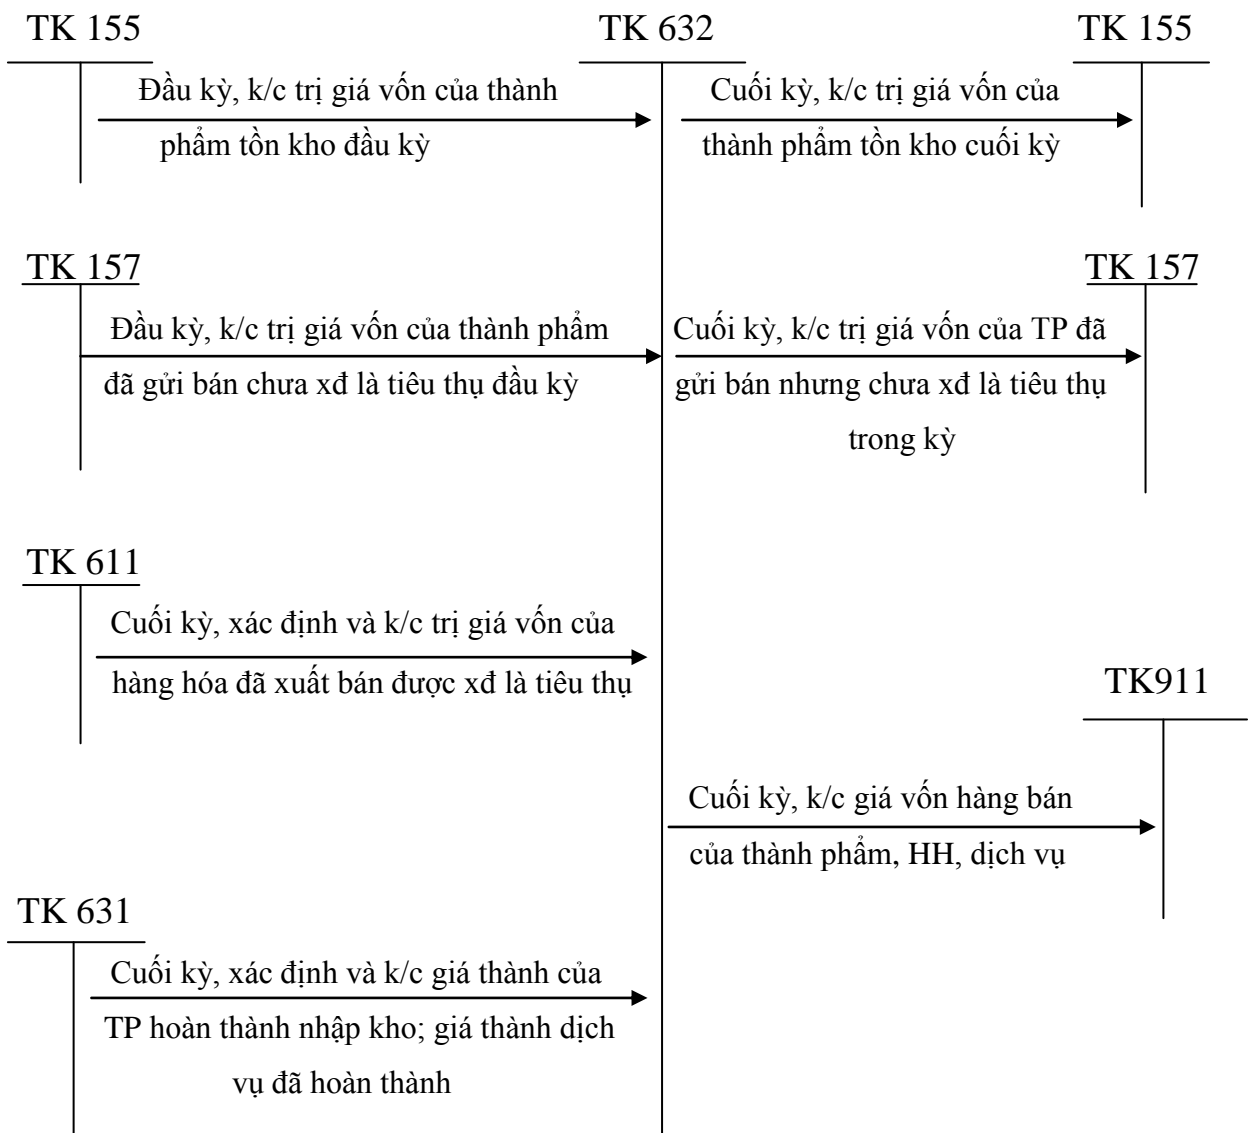 TK 155
TK 632
TK 155
Đầu kỳ, k/c trị giá vốn của thành
phẩm tồn kho đầu kỳ
Cuối kỳ, k/c trị giá vốn của
thành phẩm tồn kho cuối kỳ
TK 157
TK 157
Đầu kỳ, k/c trị giá vốn của thành phẩm
đã gửi bán chưa xđ là tiêu thụ đầu kỳ
Cuối kỳ, k/c trị giá vốn của TP đã
gửi bán nhưng chưa xđ là tiêu thụ
trong kỳ
TK 611
Cuối kỳ, xác định và k/c trị giá vốn của
hàng hóa đã xuất bán được xđ là tiêu thụ
TK911
Cuối kỳ, k/c giá vốn hàng bán
của thành phẩm, HH, dịch vụ
TK 631
Cuối kỳ, xác định và k/c giá thành của
TP hoàn thành nhập kho; giá thành dịch
vụ đã hoàn thành